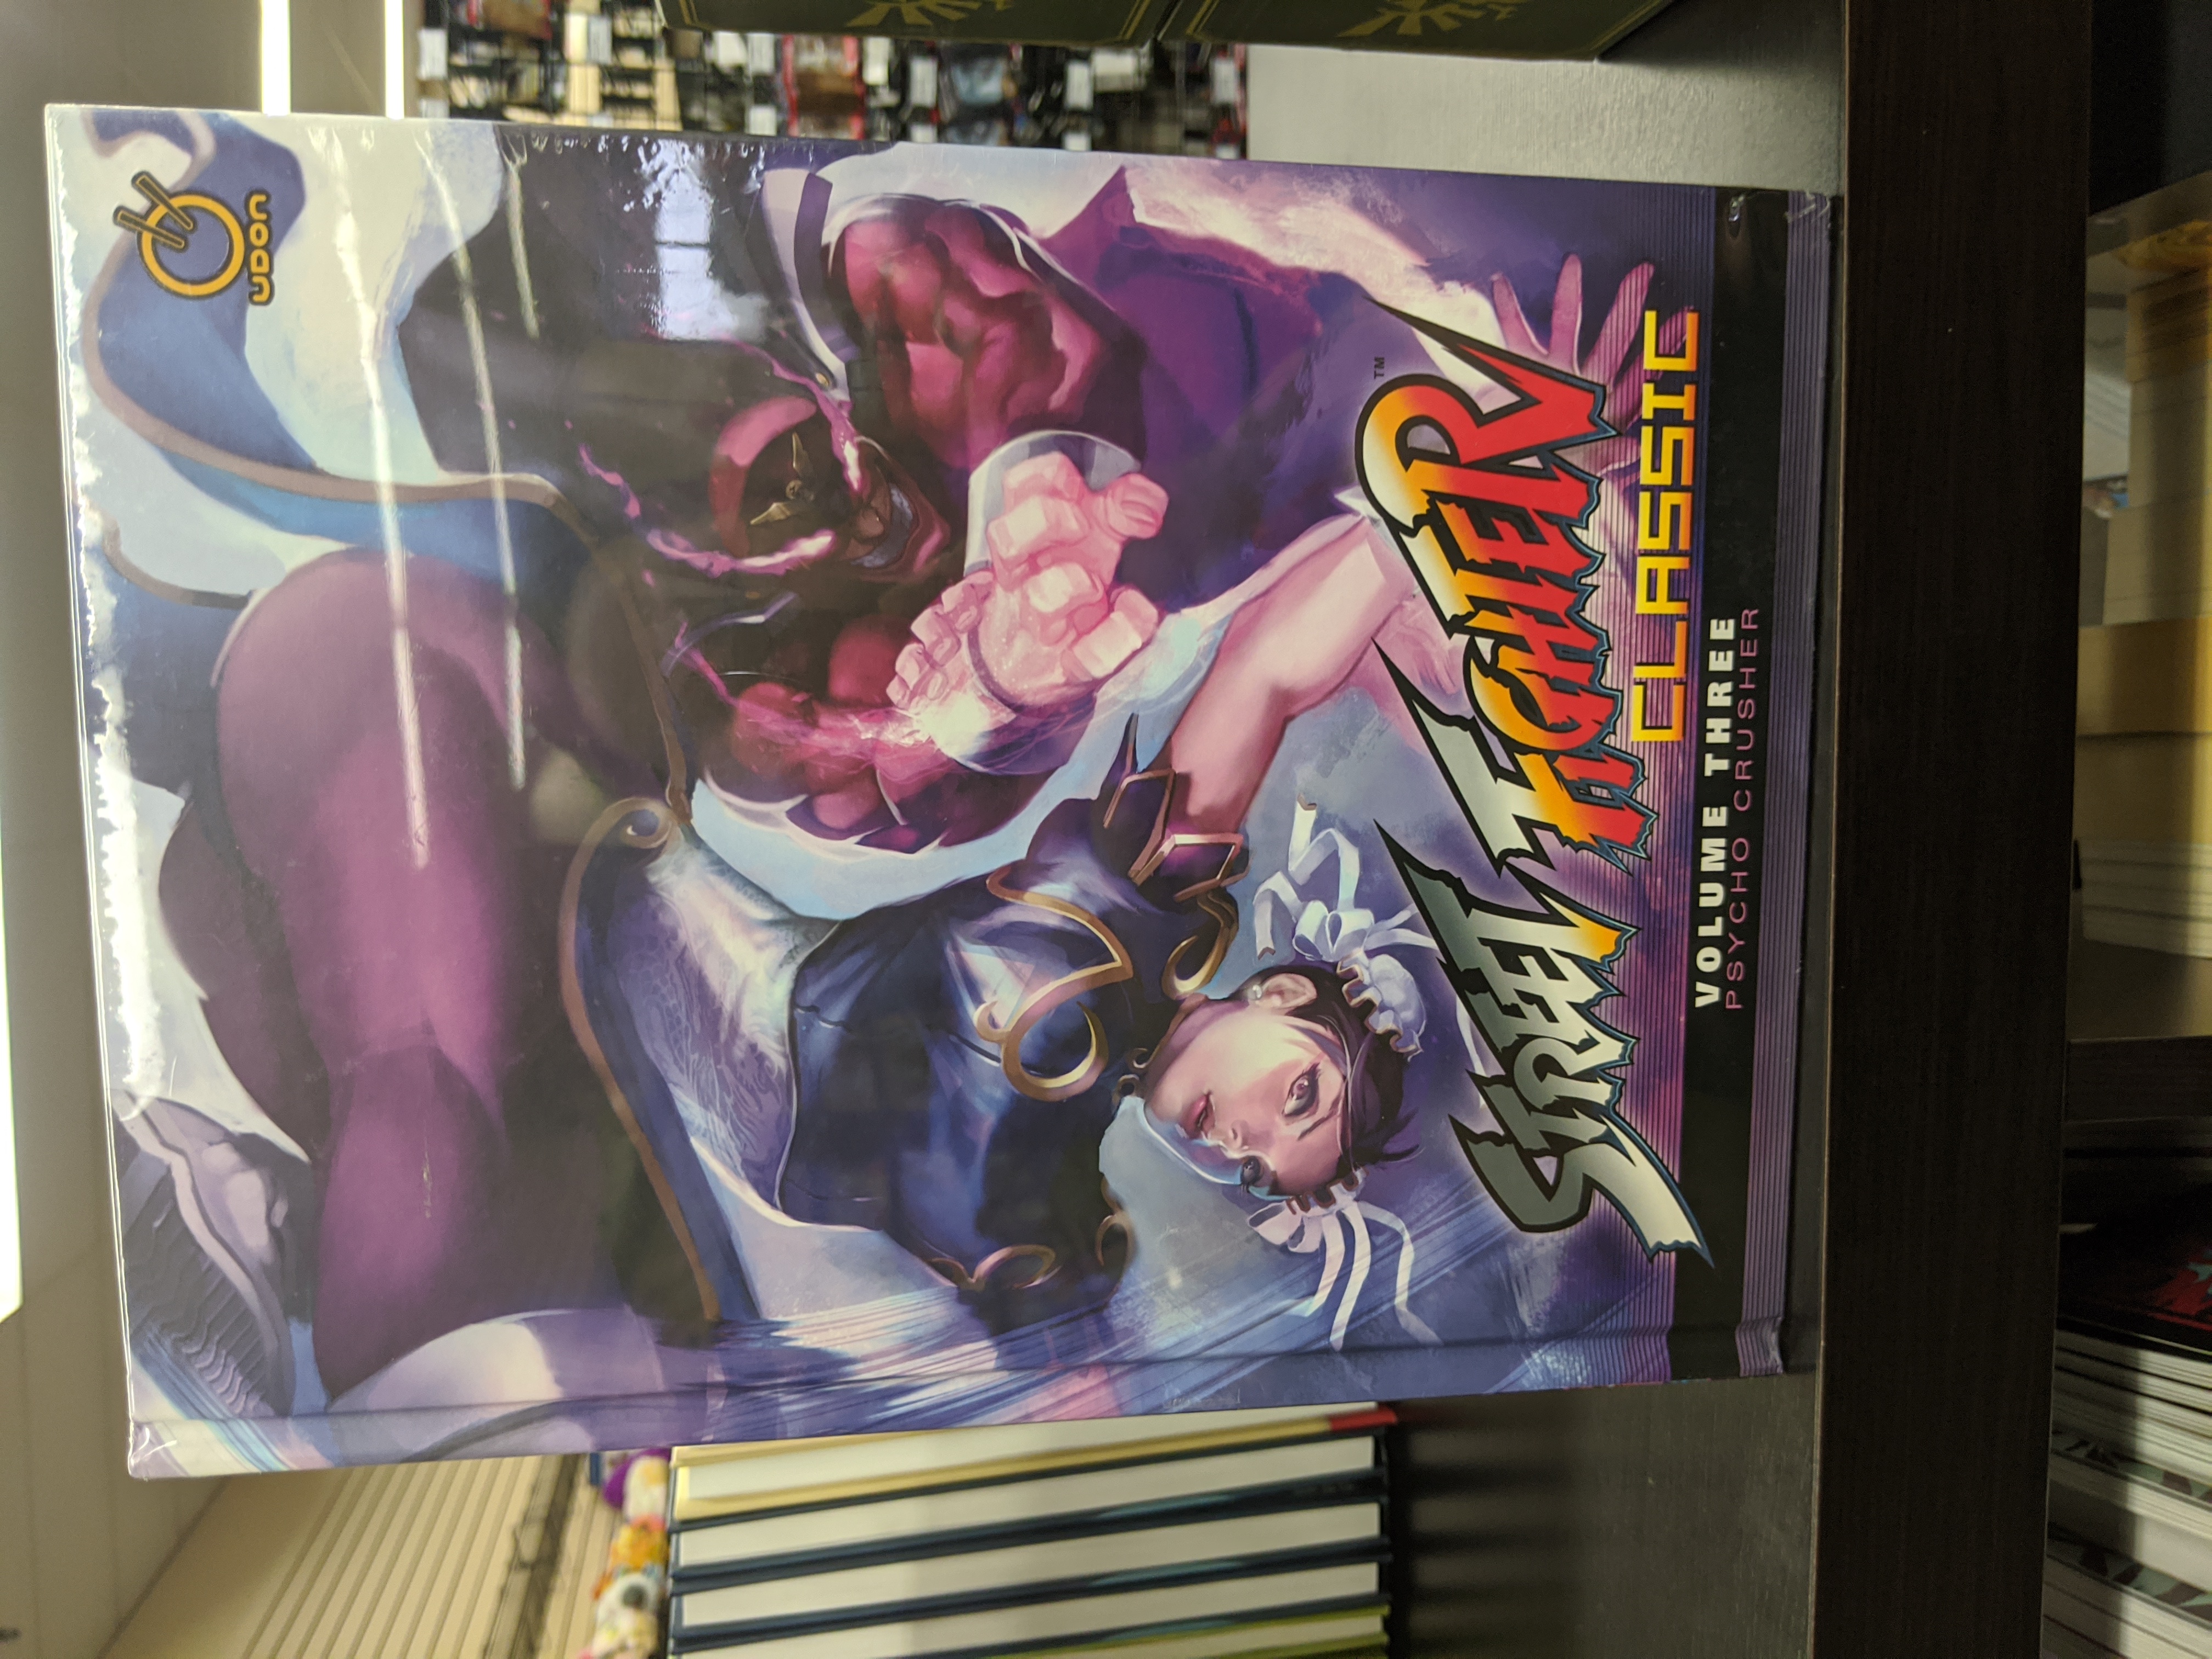 UDON
STREET FIGHTER™
CLASSIC
VOLUME THREE
PSYCHO CRUSHER